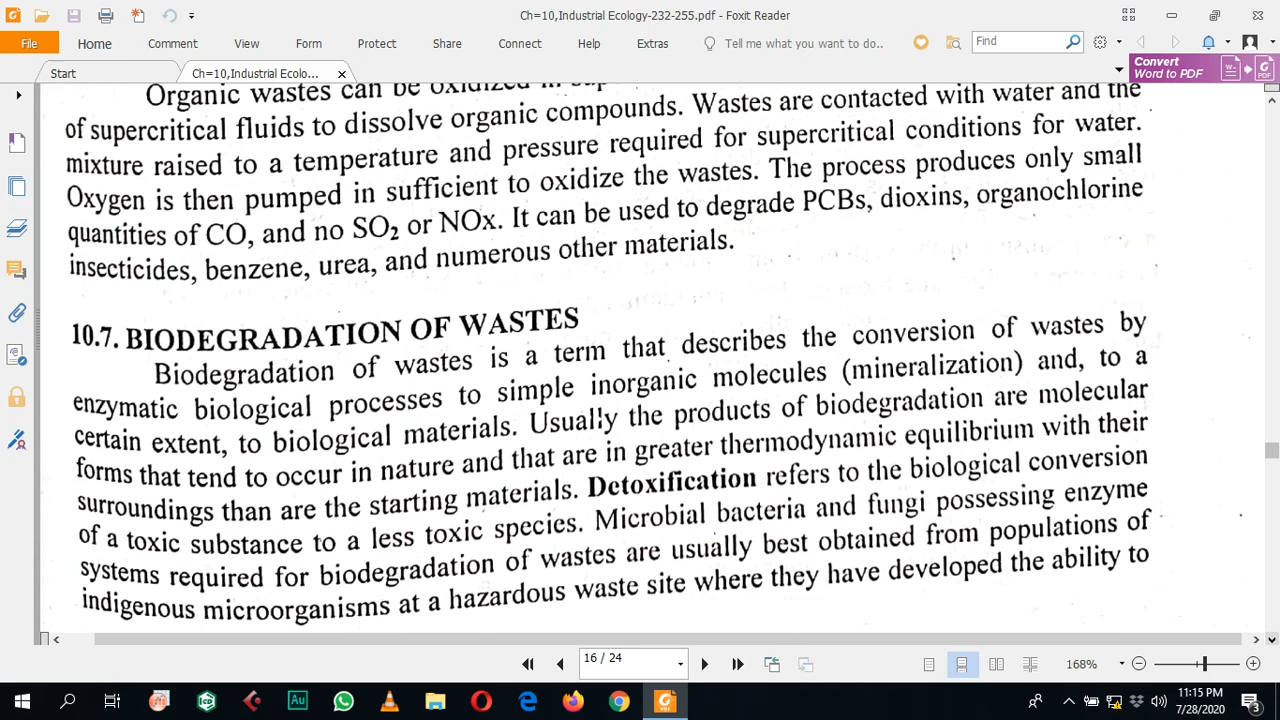 Ch=10,Industrial Ecology-232-255.pdf - Foxit Reader
File Home Comment View Form Protect Share Connect Help Extras Tell me what you want to do.. Find
Start Ch=10,Industrial Ecolo...
Convert
Word to PDF
Organic wastes can be oxidized in
of supercritical fluids to dissolve organic compounds. Wastes are contacted with water and the
mixture raised to a temperature and pressure required for supercritical conditions for water.
Oxygen is then pumped in sufficient to oxidize the wastes. The process produces only small
quantities of CO, and no SO₂ or NOx. It can be used to degrade PCBs, dioxins, organochlorine
insecticides, benzene, urea, and numerous other materials.
10.7. BIODEGRADATION OF WASTES
Biodegradation of wastes is a term that describes the conversion of wastes by
enzymatic biological processes to simple inorganic molecules (mineralization) and, to a
certain extent, to biological materials. Usually the products of biodegradation are molecular
forms that tend to occur in nature and that are in greater thermodynamic equilibrium with their
surroundings than are the starting materials. Detoxification refers to the biological conversion
of a toxic substance to a less toxic species. Microbial bacteria and fungi possessing enzyme
systems required for biodegradation of wastes are usually best obtained from populations of
indigenous microorganisms at a hazardous waste site where they have developed the ability to
16 / 24
168%
11:15 PM
7/28/2020
3